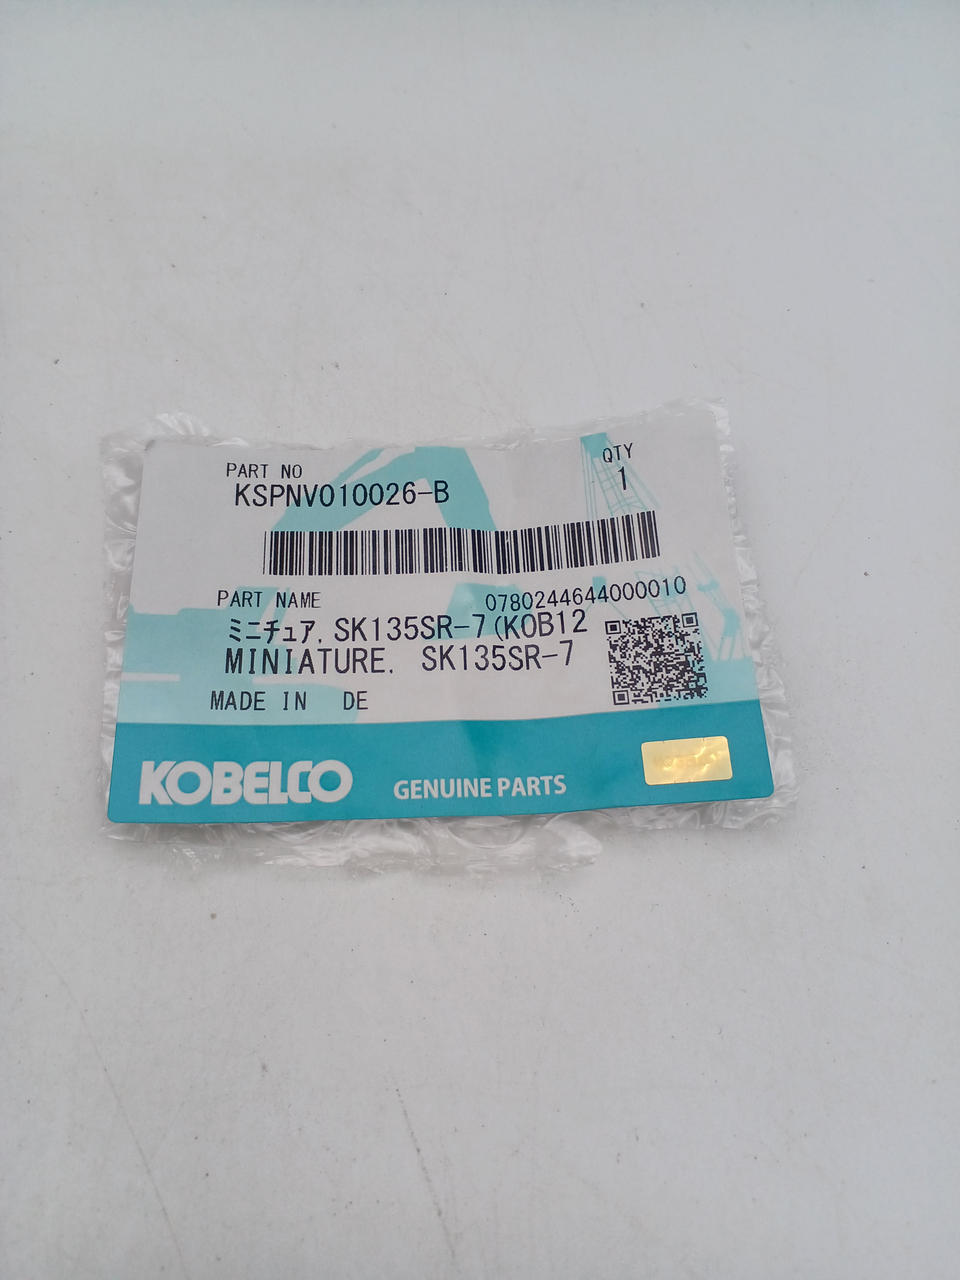 PART NO
KSPNV010026-B
QTY
1
PART NAME
0780244644000010
ミニチュア. SK135SR-7(KOB12
MINIATURE. SK135SR-7
MADE IN DE
KOBELCO
GENUINE PARTS